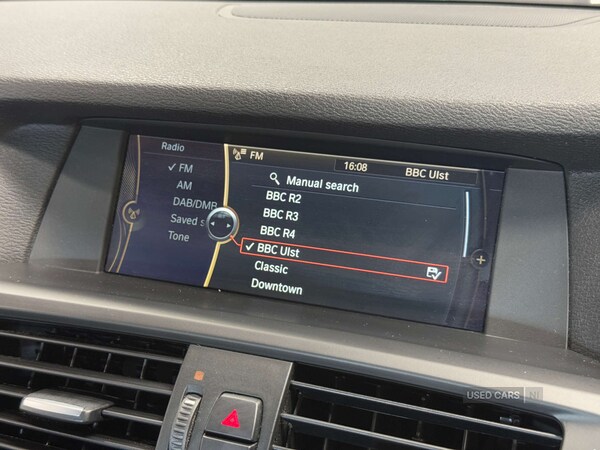 Radio
FM
AM
DAB/DMB
Saved s
Tone
FM
16:08
BBC Ulst
Manual search
BBC R2
BBC R3
BBC R4
BBC Ulst
Classic
Downtown
USED CARS NI